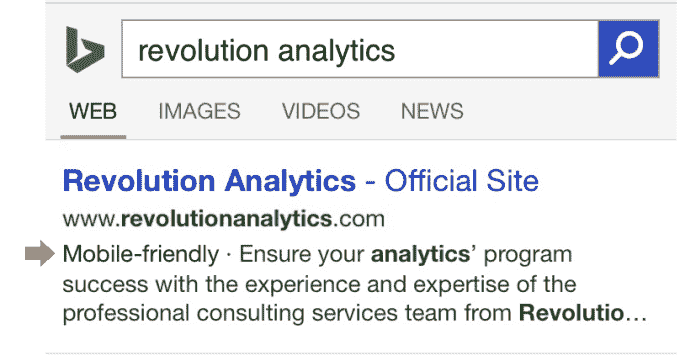 revolution analytics
WEB IMAGES VIDEOS NEWS
Revolution Analytics - Official Site
www.revolutionanalytics.com
Mobile-friendly · Ensure your analytics' program
success with the experience and expertise of the
professional consulting services team from Revolutio...